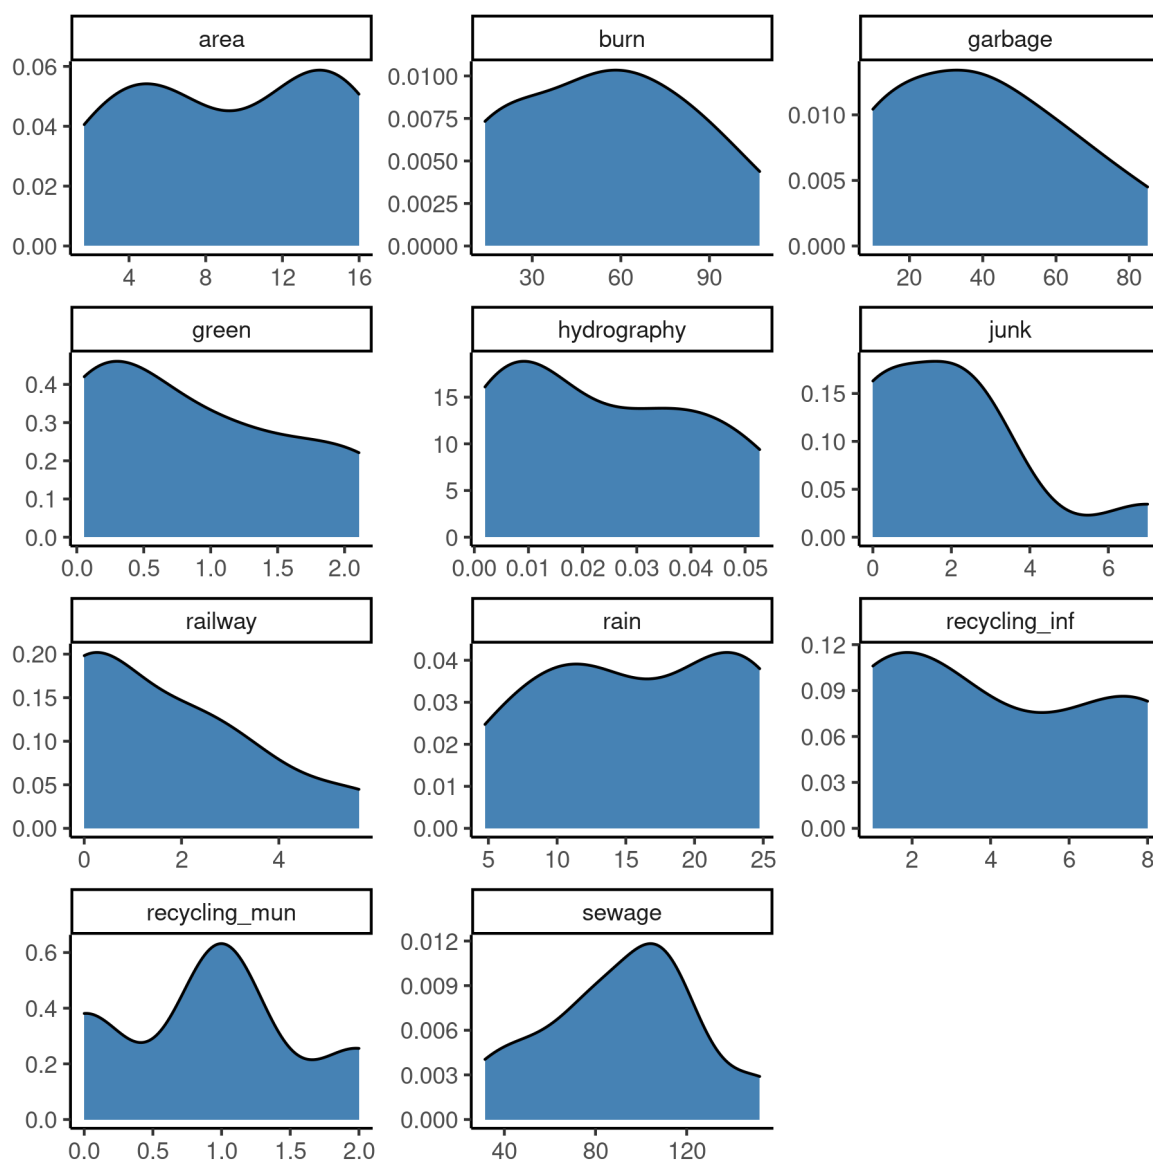 area
burn
garbage
0.06
0.04
0.02
0.00
4 8 12 16
0.0100
0.0075
0.0050
0.0025
0.0000
30 60 90
0.010
0.005
0.000
20 40 60 80
green
hydrography
junk
0.4
0.3
0.2
0.1
0.0
0.0 0.5 1.0 1.5 2.0
15
10
5
0
0.00 0.01 0.02 0.03 0.04 0.05
0.15
0.10
0.05
0.00
0 2 4 6
railway
rain
recycling_inf
0.20
0.15
0.10
0.05
0.00
0 2 4
0.04
0.03
0.02
0.01
0.00
5 10 15 20 25
0.12
0.09
0.06
0.03
0.00
2 4 6 8
recycling_mun
sewage
0.6
0.4
0.2
0.0
0.0 0.5 1.0 1.5 2.0
0.012
0.009
0.006
0.003
0.000
40 80 120